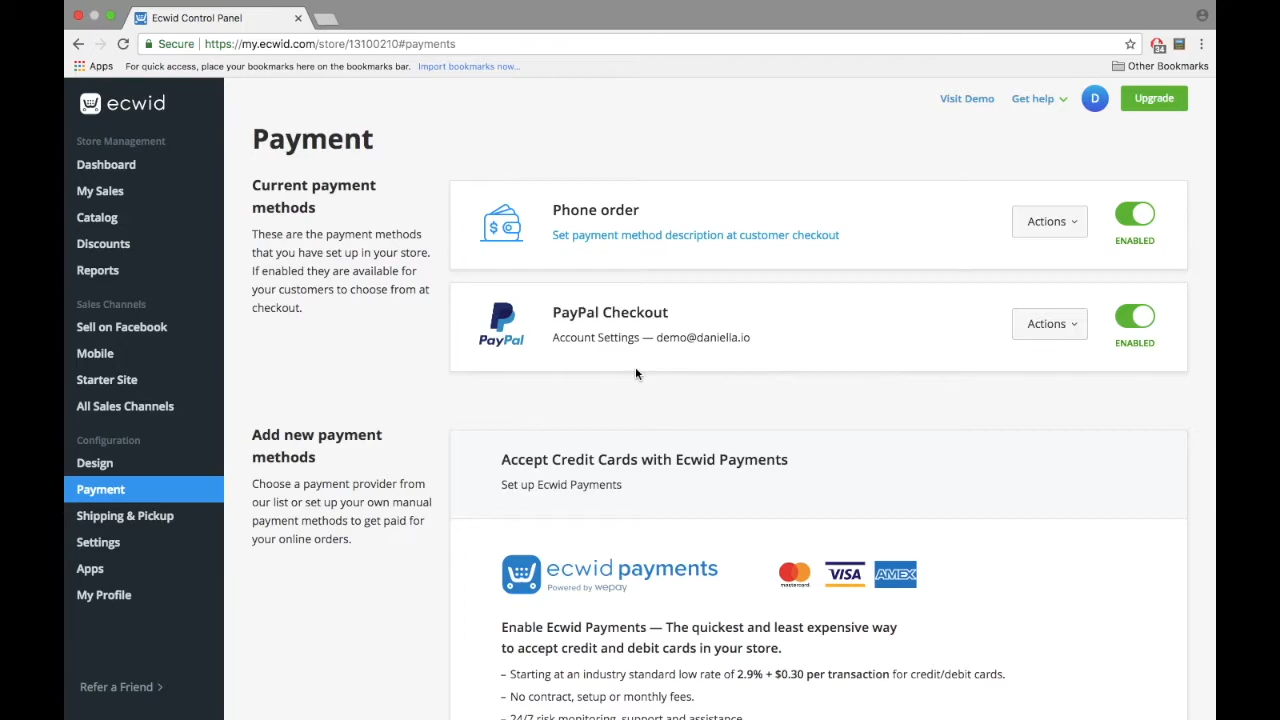 Ecwid Control Panel
Secure
https://my.ecwid.com/store/13100210#payments
Apps
For quick access, place your bookmarks here on the bookmarks bar.
Import bookmarks now...
Other Bookmarks
ecwid
Visit Demo
Get help
D
Upgrade
Store Management
Dashboard
My Sales
Catalog
Discounts
Reports
Sales Channels
Sell on Facebook
Mobile
Starter Site
All Sales Channels
Configuration
Design
Payment
Shipping & Pickup
Settings
Apps
My Profile
Refer a Friend >
Payment
Current payment
methods
These are the payment methods
that you have set up in your store.
If enabled they are available for
your customers to choose from at
checkout.
Phone order
Set payment method description at customer checkout
Actions
ENABLED
PayPal
PayPal Checkout
Account Settings — demo@daniella.io
Actions
ENABLED
Add new payment
methods
Choose a payment provider from
our list or set up your own manual
payment methods to get paid for
your online orders.
Accept Credit Cards with Ecwid Payments
Set up Ecwid Payments
ecwid payments
Powered by wepay
mastercard
VISA
AMEX
Enable Ecwid Payments — The quickest and least expensive way
to accept credit and debit cards in your store.
– Starting at an industry standard low rate of 2.9% + $0.30 per transaction for credit/debit cards.
– No contract, setup or monthly fees.
– 24/7 risk monitoring, support and assistance.